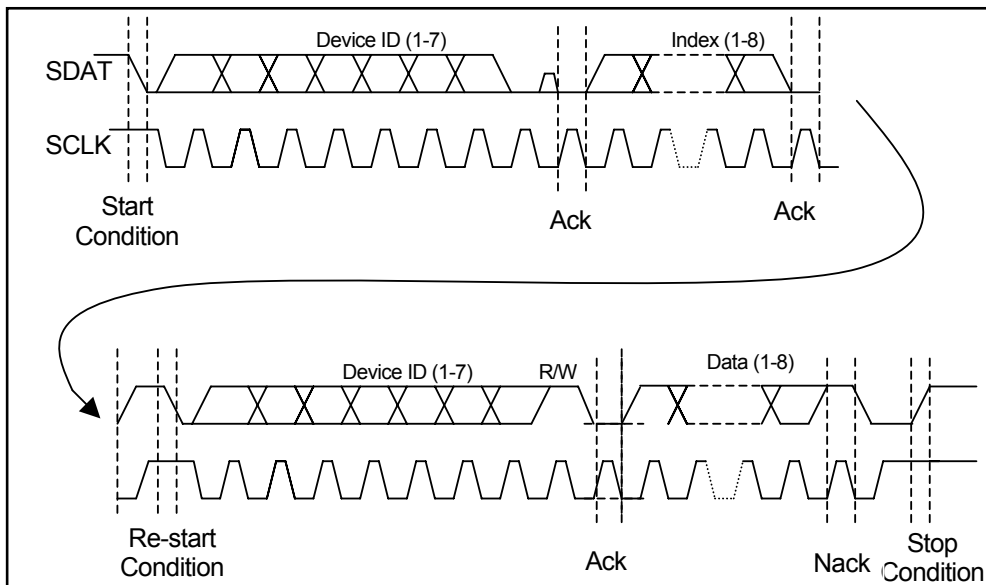 Device ID (1-7)
Index (1-8)
SDAT
SCLK
Start
Condition
Ack
Ack
Device ID (1-7)
R/W
Data (1-8)
Re-start
Condition
Ack
Nack
Stop
Condition